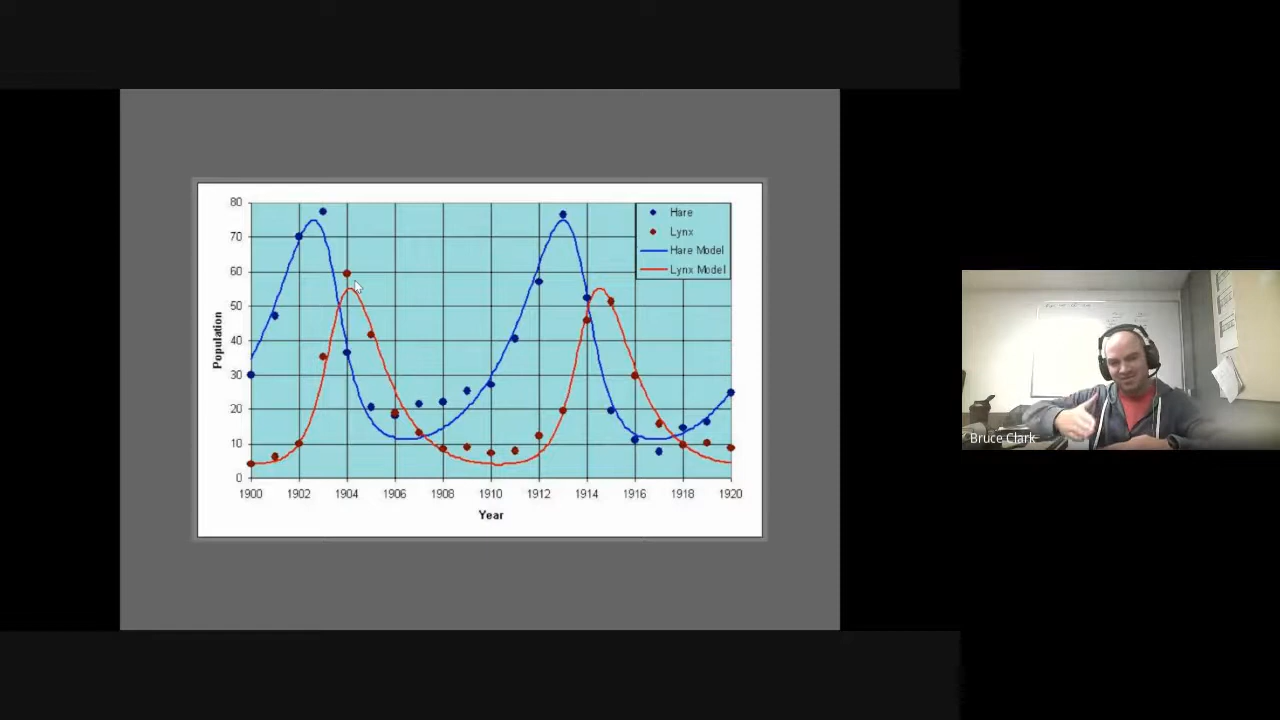 80
70
60
50
40
30
20
10
0
Population
1900 1902 1904 1906 1908 1910 1912 1914 1916 1918 1920
Year
Hare
Lynx
Hare Model
Lynx Model
Bruce Clark